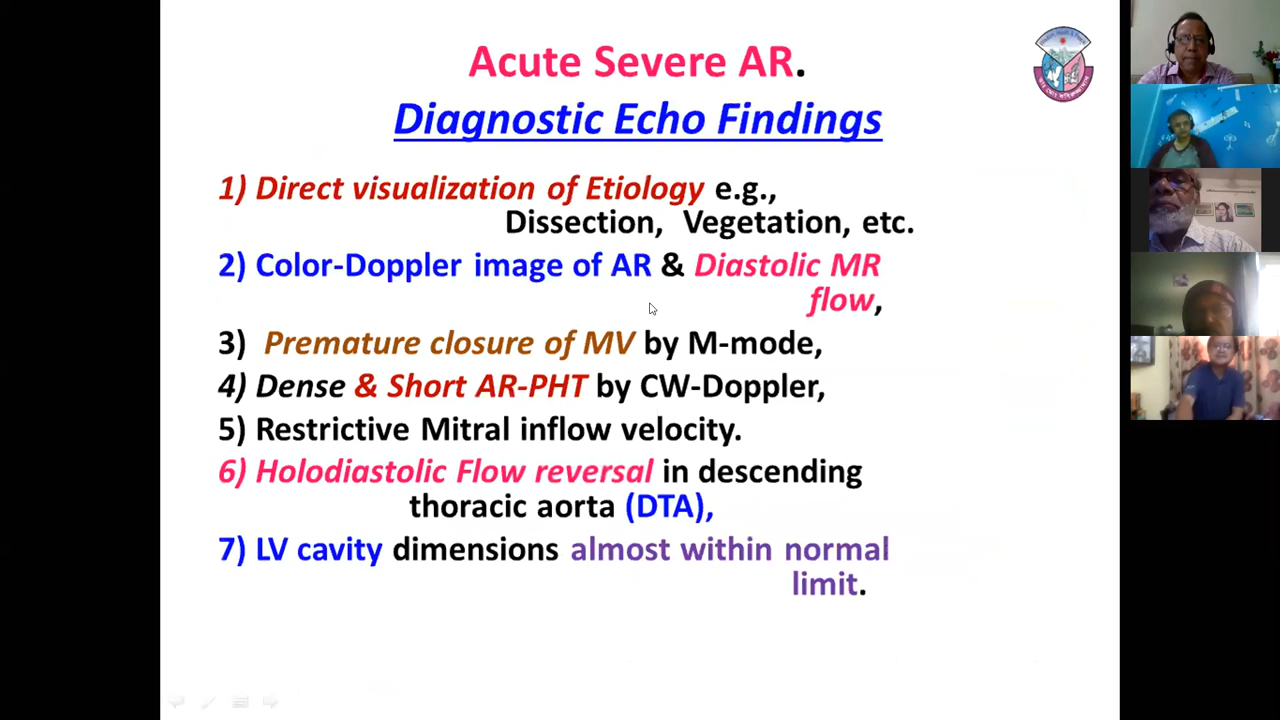 Acute Severe AR.
Diagnostic Echo Findings
1) Direct visualization of Etiology e.g.,
Dissection, Vegetation, etc.
2) Color-Doppler image of AR & Diastolic MR
flow,
3) Premature closure of MV by M-mode,
4) Dense & Short AR-PHT by CW-Doppler,
5) Restrictive Mitral inflow velocity.
6) Holodiastolic Flow reversal in descending
thoracic aorta (DTA),
7) LV cavity dimensions almost within normal
limit.